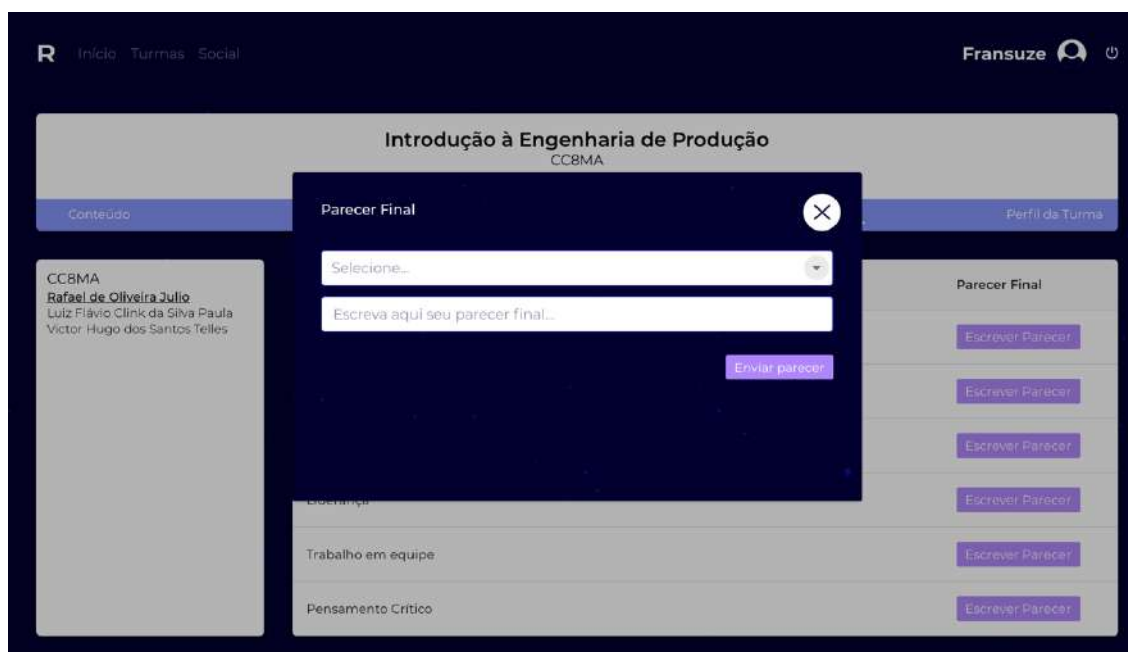 R Início Turmas Social
Fransuze
Introdução à Engenharia de Produção
CC8MA
Conteúdo
Perfil da Turma
Parecer Final
Selecione...
Escreva aqui seu parecer final...
Enviar parecer
CC8MA
Rafael de Oliveira Julio
Luiz Flávio Clink da Silva Paula
Victor Hugo dos Santos Telles
Parecer Final
Escrever Parecer
Escrever Parecer
Escrever Parecer
Liderança Escrever Parecer
Trabalho em equipe Escrever Parecer
Pensamento Crítico Escrever Parecer